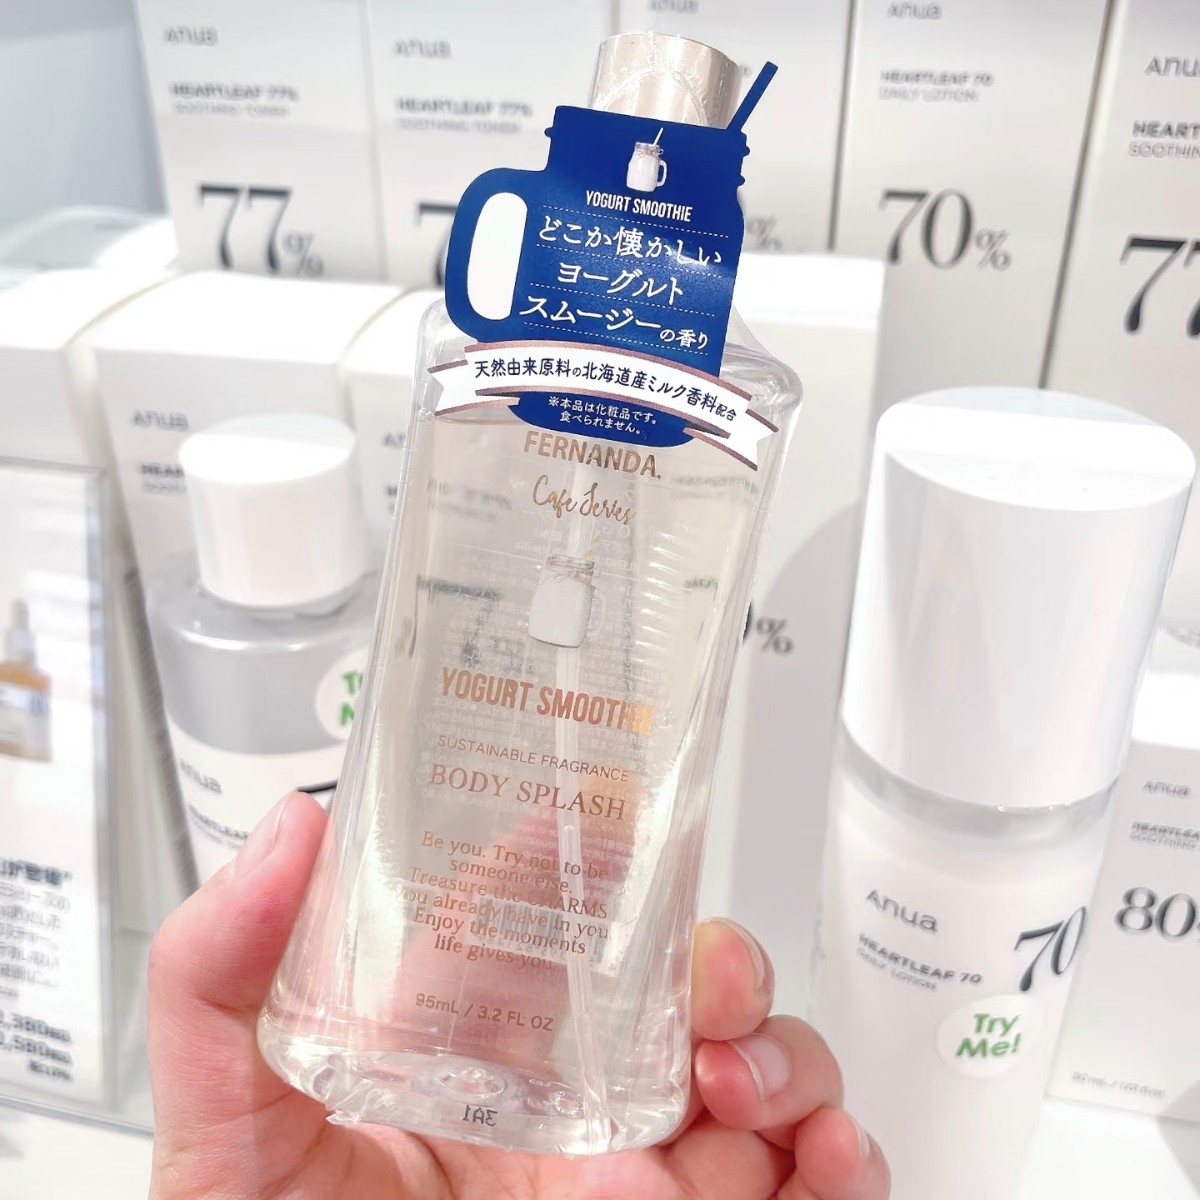 YOGURT SMOOTHIE
どこか懐かしい
ヨーグルト
スムージーの香り
天然由来原料の北海道産ミルク香料配合
※本品は化粧品です。
食べられません。
FERNANDA.
Cafe Series
YOGURT SMOOTHIE
SUSTAINABLE FRAGRANCE
BODY SPLASH
Be you. Try not to be
someone else.
Treasure the CHARMS
you already have in you.
Enjoy the moments
life gives you.
95mL / 3.2 FL OZ
3A1
Anua
HEARTLEAF 77%
SOOTHING TONER
77%
Anua
HEARTLEAF 77%
SOOTHING TONER
Anua
HEARTLEAF 70
DAILY LOTION
70%
Anua
HEARTLEAF
SOOTHING
77
Anua
Anua
Anua
HEARTLEAF 70
DAILY LOTION
70
Try
Me!
Anua
HEARTLEAF
SOOTHING
80%